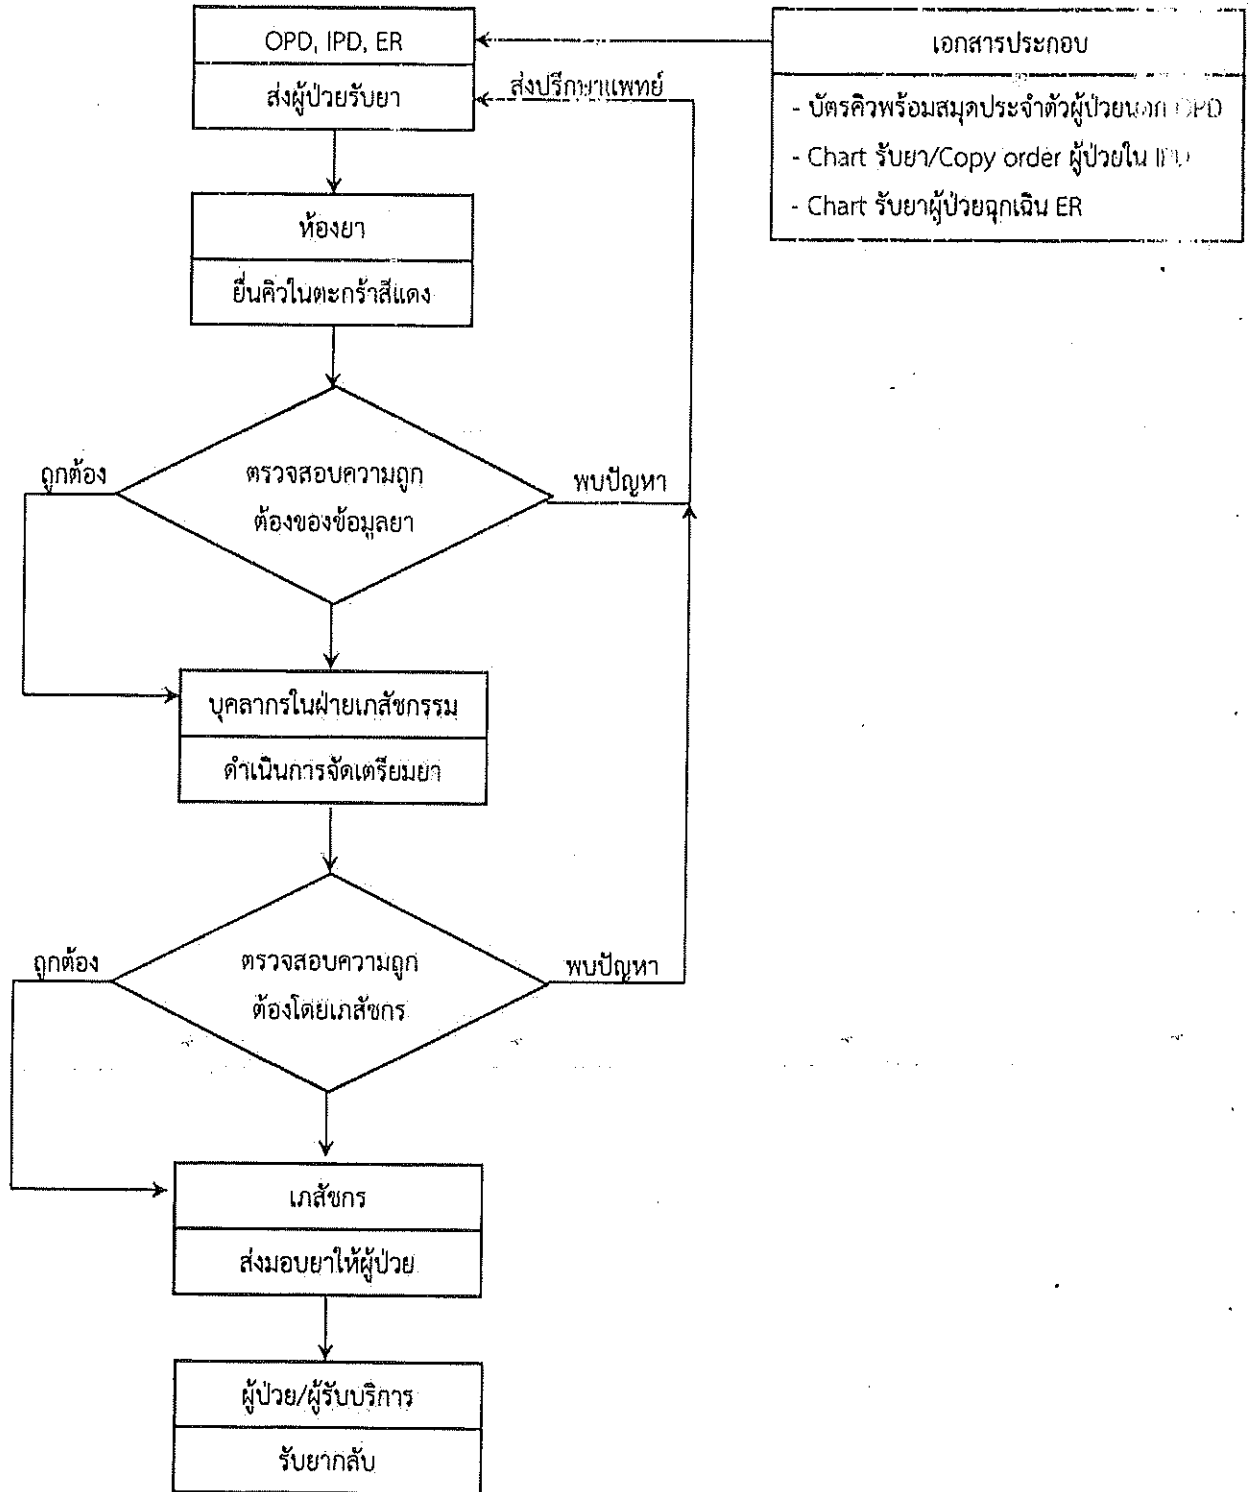 OPD, IPD, ER
ส่งผู้ป่วยรับยา
เอกสารประกอบ
- บัตรคิวพร้อมสมุดประจำตัวผู้ป่วยนอก OPD
- Chart รับยา/Copy order ผู้ป่วยใน IPD
- Chart รับยาผู้ป่วยฉุกเฉิน ER
ส่งปรึกษาแพทย์
ห้องยา
ยื่นคิวในตะกร้าสีแดง
ถูกต้อง
ตรวจสอบความถูก
ต้องของข้อมูลยา
พบปัญหา
บุคลากรในฝ่ายเภสัชกรรม
ดำเนินการจัดเตรียมยา
ถูกต้อง
ตรวจสอบความถูก
ต้องโดยเภสัชกร
พบปัญหา
เภสัชกร
ส่งมอบยาให้ผู้ป่วย
ผู้ป่วย/ผู้รับบริการ
รับยากลับ